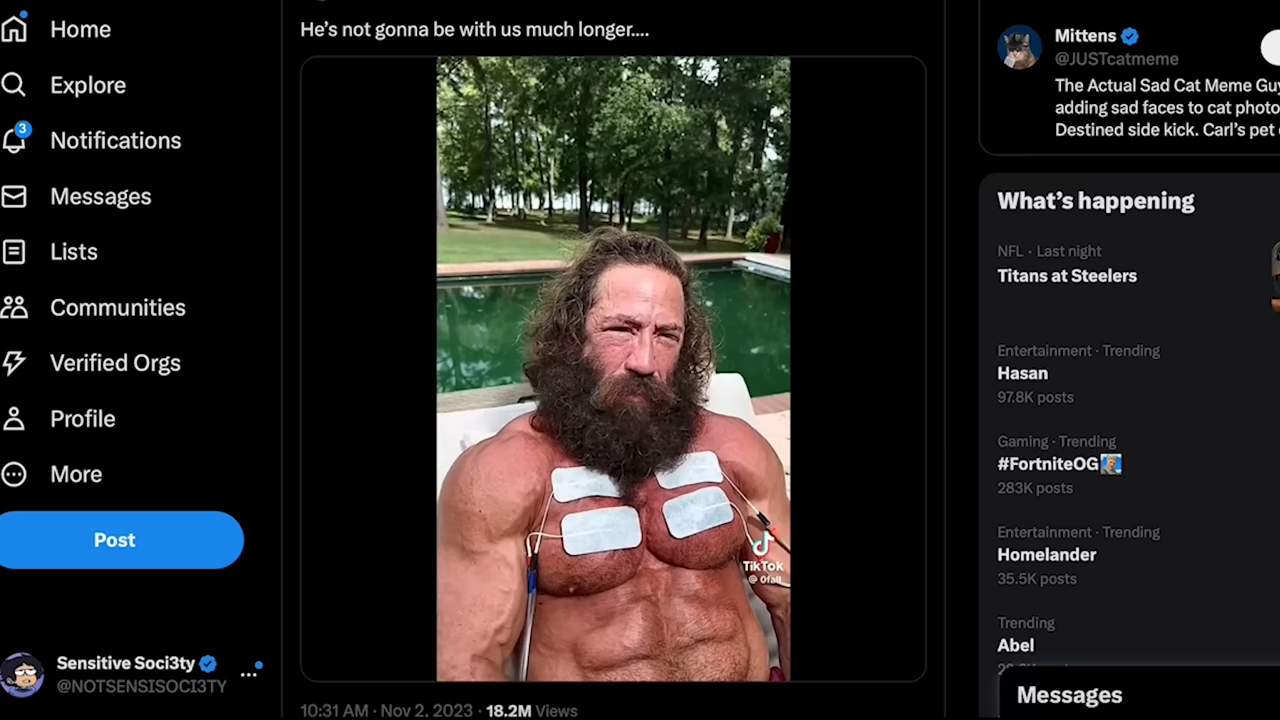 Home
Explore
3
Notifications
Messages
Lists
Communities
Verified Orgs
Profile
More
Post
Sensitive Soci3ty
@NOTSENSISOCI3TY
He's not gonna be with us much longer....
TikTok
@ 0fall
10:31 AM · Nov 2, 2023 · 18.2M Views
Mittens
@JUSTcatmeme
The Actual Sad Cat Meme Guy
adding sad faces to cat photo
Destined side kick. Carl's pet
What's happening
NFL · Last night
Titans at Steelers
Entertainment · Trending
Hasan
97.8K posts
Gaming · Trending
#FortniteOG
283K posts
Entertainment · Trending
Homelander
35.5K posts
Trending
Abel
Messages